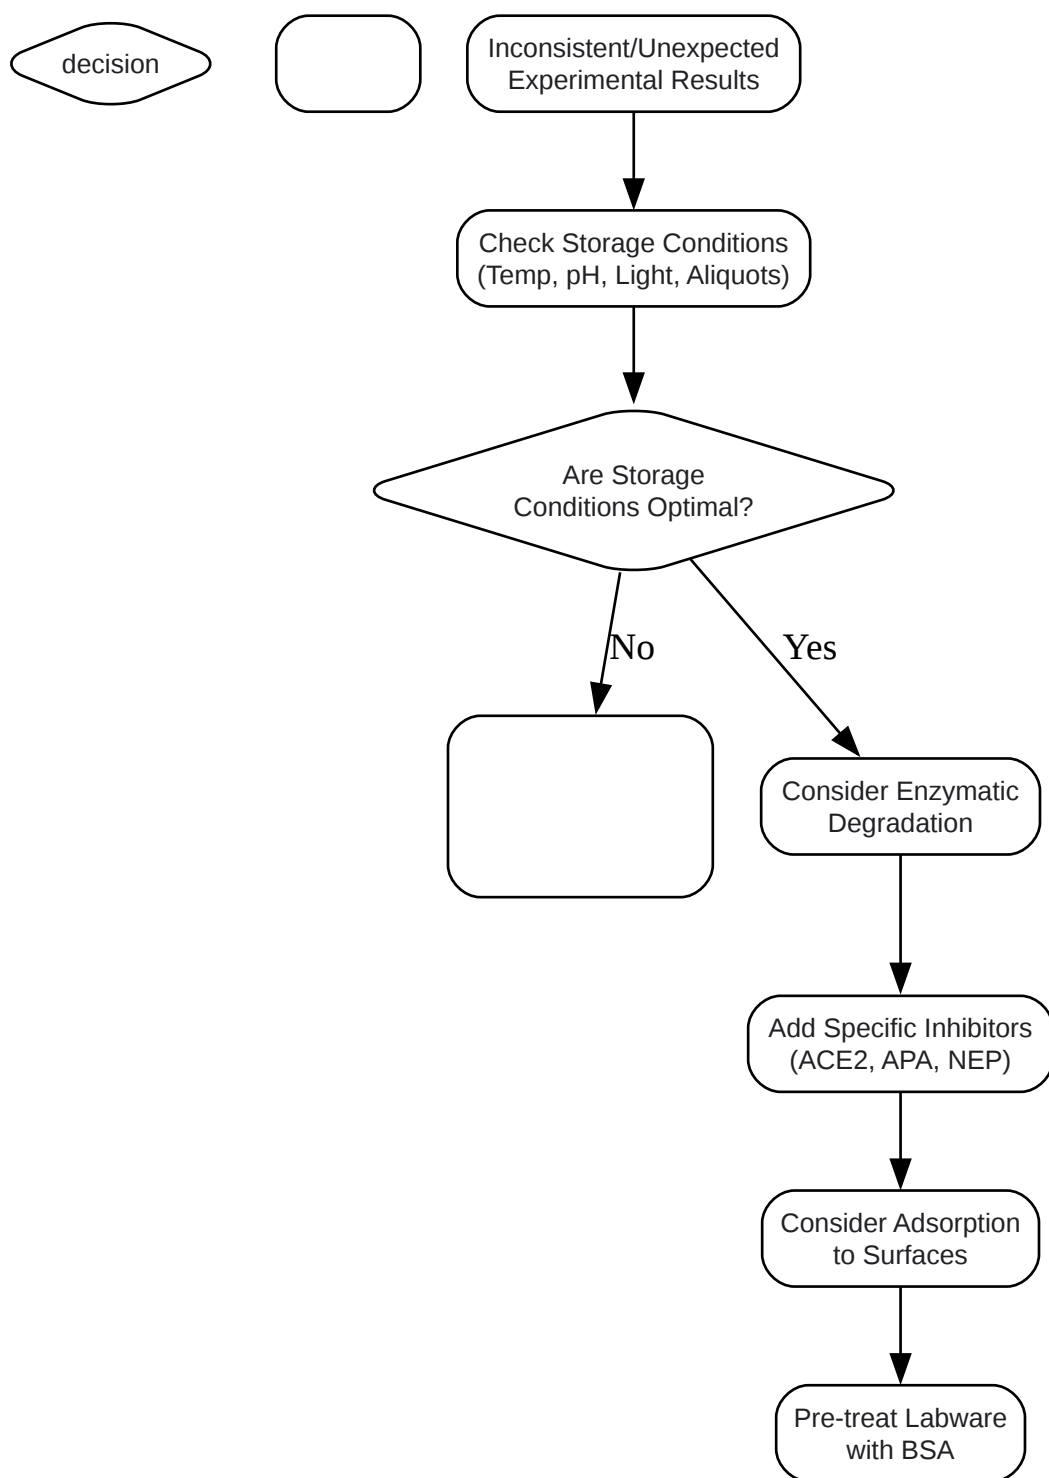 decision
Inconsistent/Unexpected
Experimental Results
Check Storage Conditions
(Temp, pH, Light, Aliquots)
Are Storage
Conditions Optimal?
No
Yes
Consider Enzymatic
Degradation
Add Specific Inhibitors
(ACE2, APA, NEP)
Consider Adsorption
to Surfaces
Pre-treat Labware
with BSA